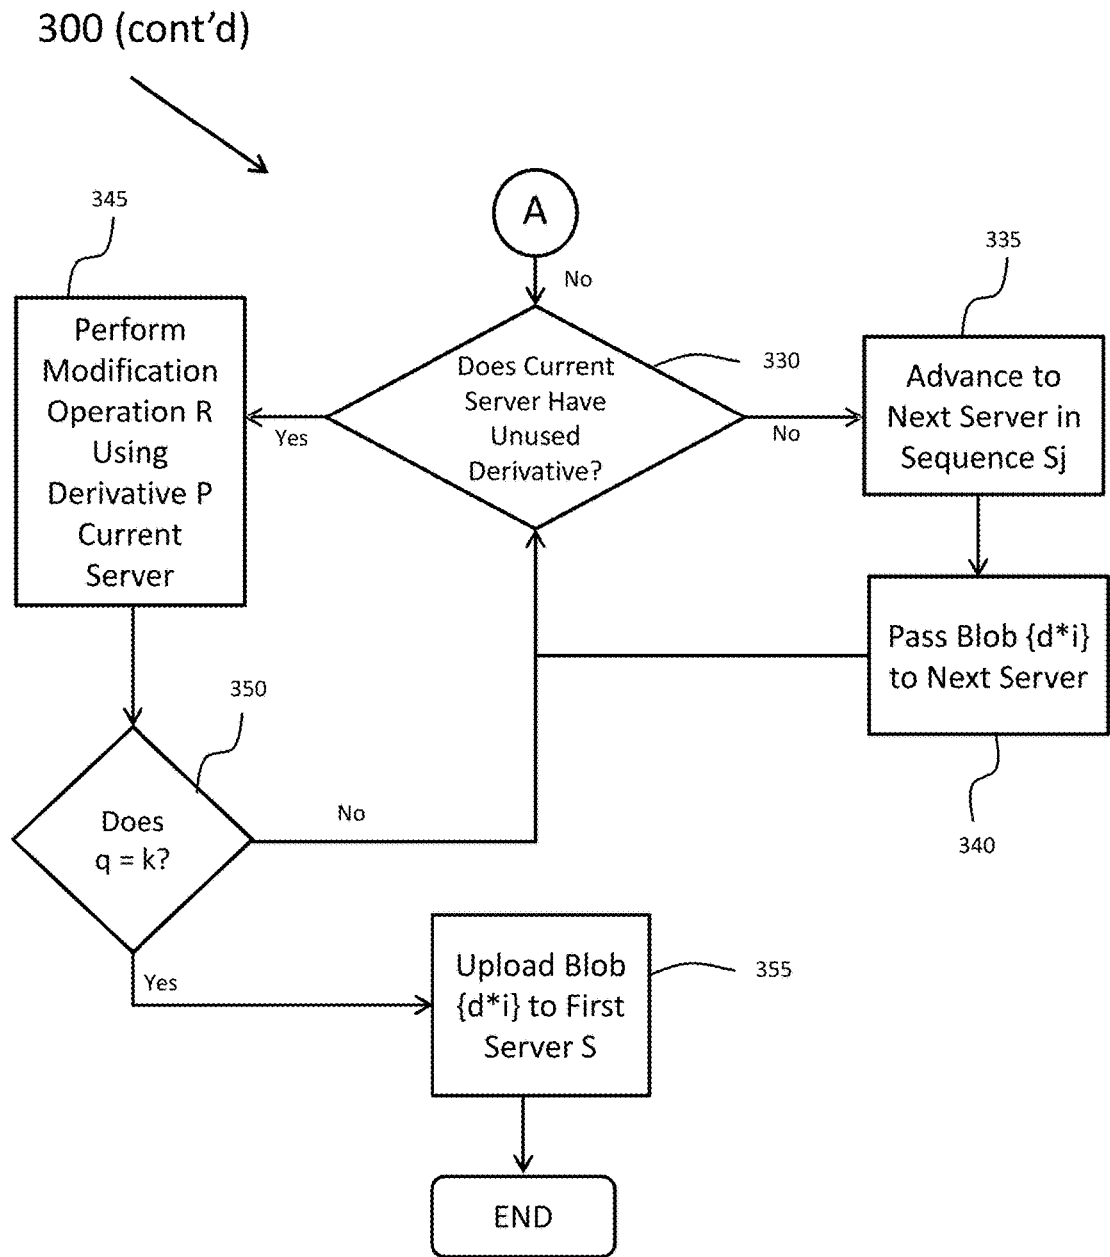 300 (cont’d)
345
A
335
No
Perform
Modification
Operation R
Using
Derivative P
Current
Server
Does Current
Server Have
Unused
Derivative?
330
Advance to
Next Server in
Sequence Sj
Yes
No
Pass Blob {d*i}
to Next Server
350
340
Does
q = k?
No
Yes
Upload Blob
{d*i} to First
Server S
355
END